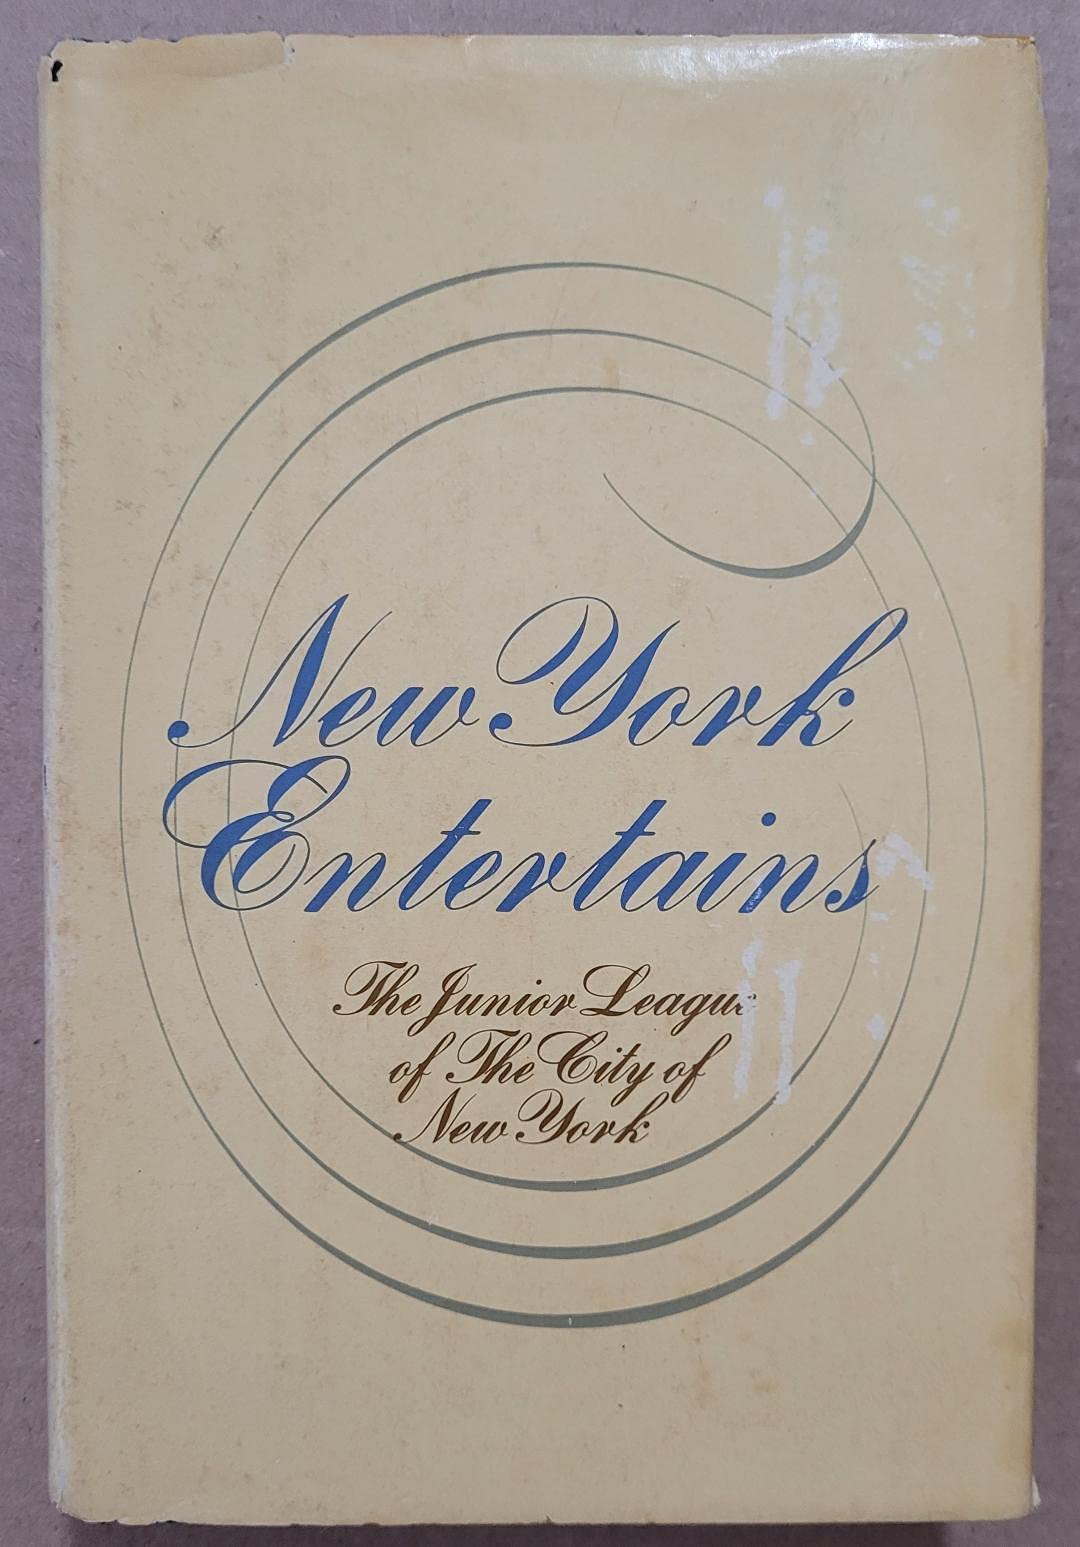 New York
Entertains
The Junior League
of The City of
New York